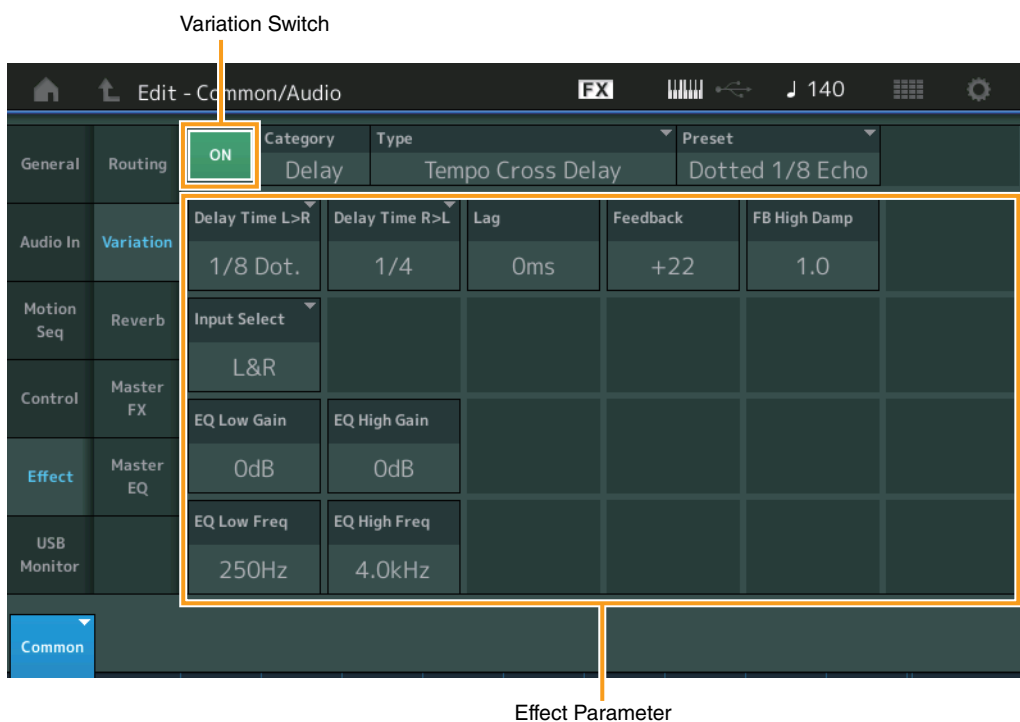 Variation Switch
Edit - Common/Audio
FX
140
General
Routing
ON
Category
Delay
Type
Tempo Cross Delay
Preset
Dotted 1/8 Echo
Audio In
Variation
Delay Time L>R
1/8 Dot.
Delay Time R>L
1/4
Lag
0ms
Feedback
+22
FB High Damp
1.0
Motion
Seq
Reverb
Input Select
L&R
Control
Master
FX
EQ Low Gain
0dB
EQ High Gain
0dB
Effect
Master
EQ
EQ Low Freq
250Hz
EQ High Freq
4.0kHz
USB
Monitor
Common
Effect Parameter